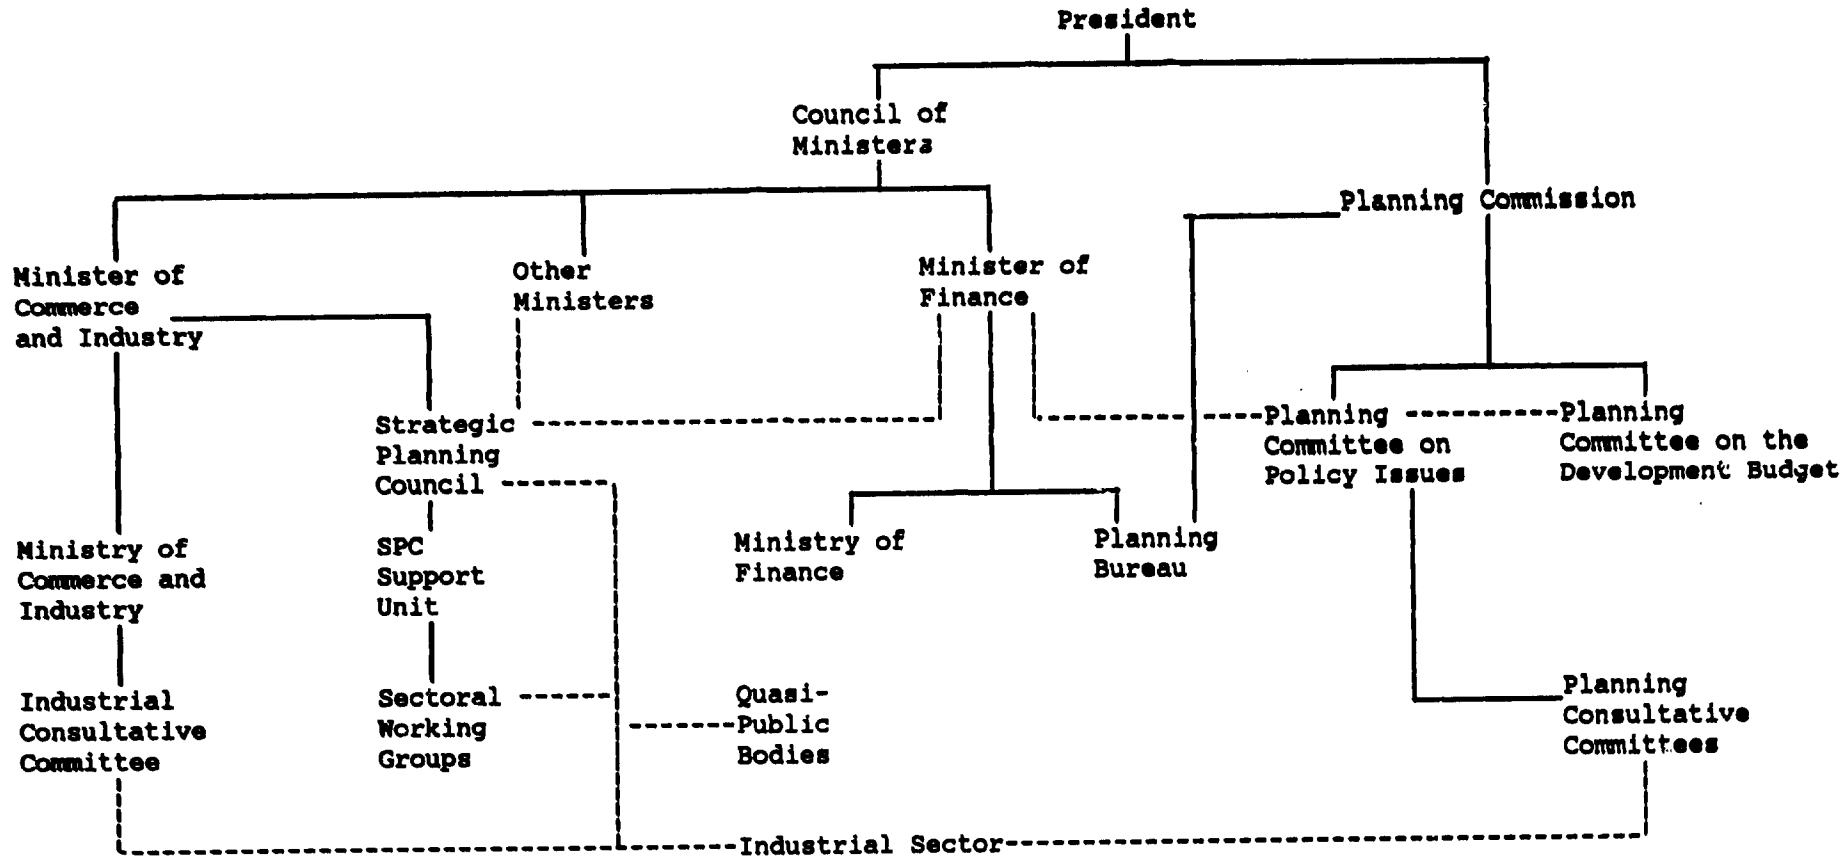 President
Council of
Ministers
Planning Commission
Minister of
Commerce
and Industry
Other
Ministers
Minister of
Finance
Strategic
Planning
Council
Planning
Committee on
Policy Issues
Planning
Committee on the
Development Budget
Ministry of
Commerce and
Industry
SPC
Support
Unit
Ministry of
Finance
Planning
Bureau
Industrial
Consultative
Committee
Sectoral
Working
Groups
Quasi-
Public
Bodies
Planning
Consultative
Committees
Industrial Sector